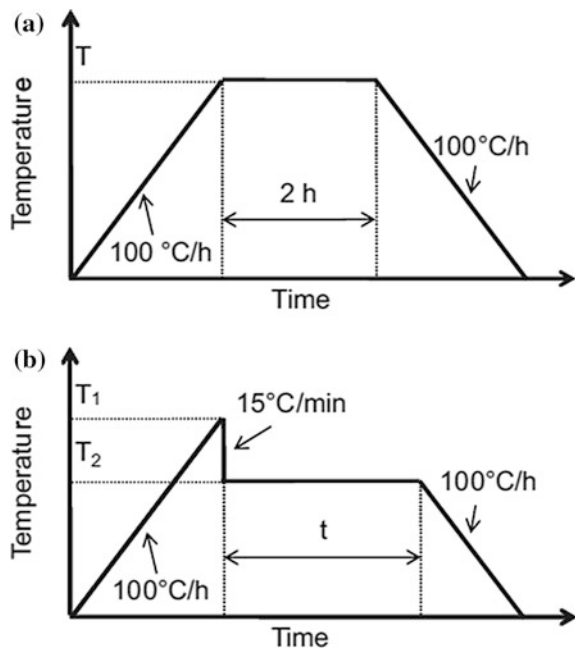 (a)
T
Temperature
100 °C/h
2 h
100°C/h
Time
(b)
T₁
T₂
Temperature
15°C/min
100°C/h
t
100°C/h
Time